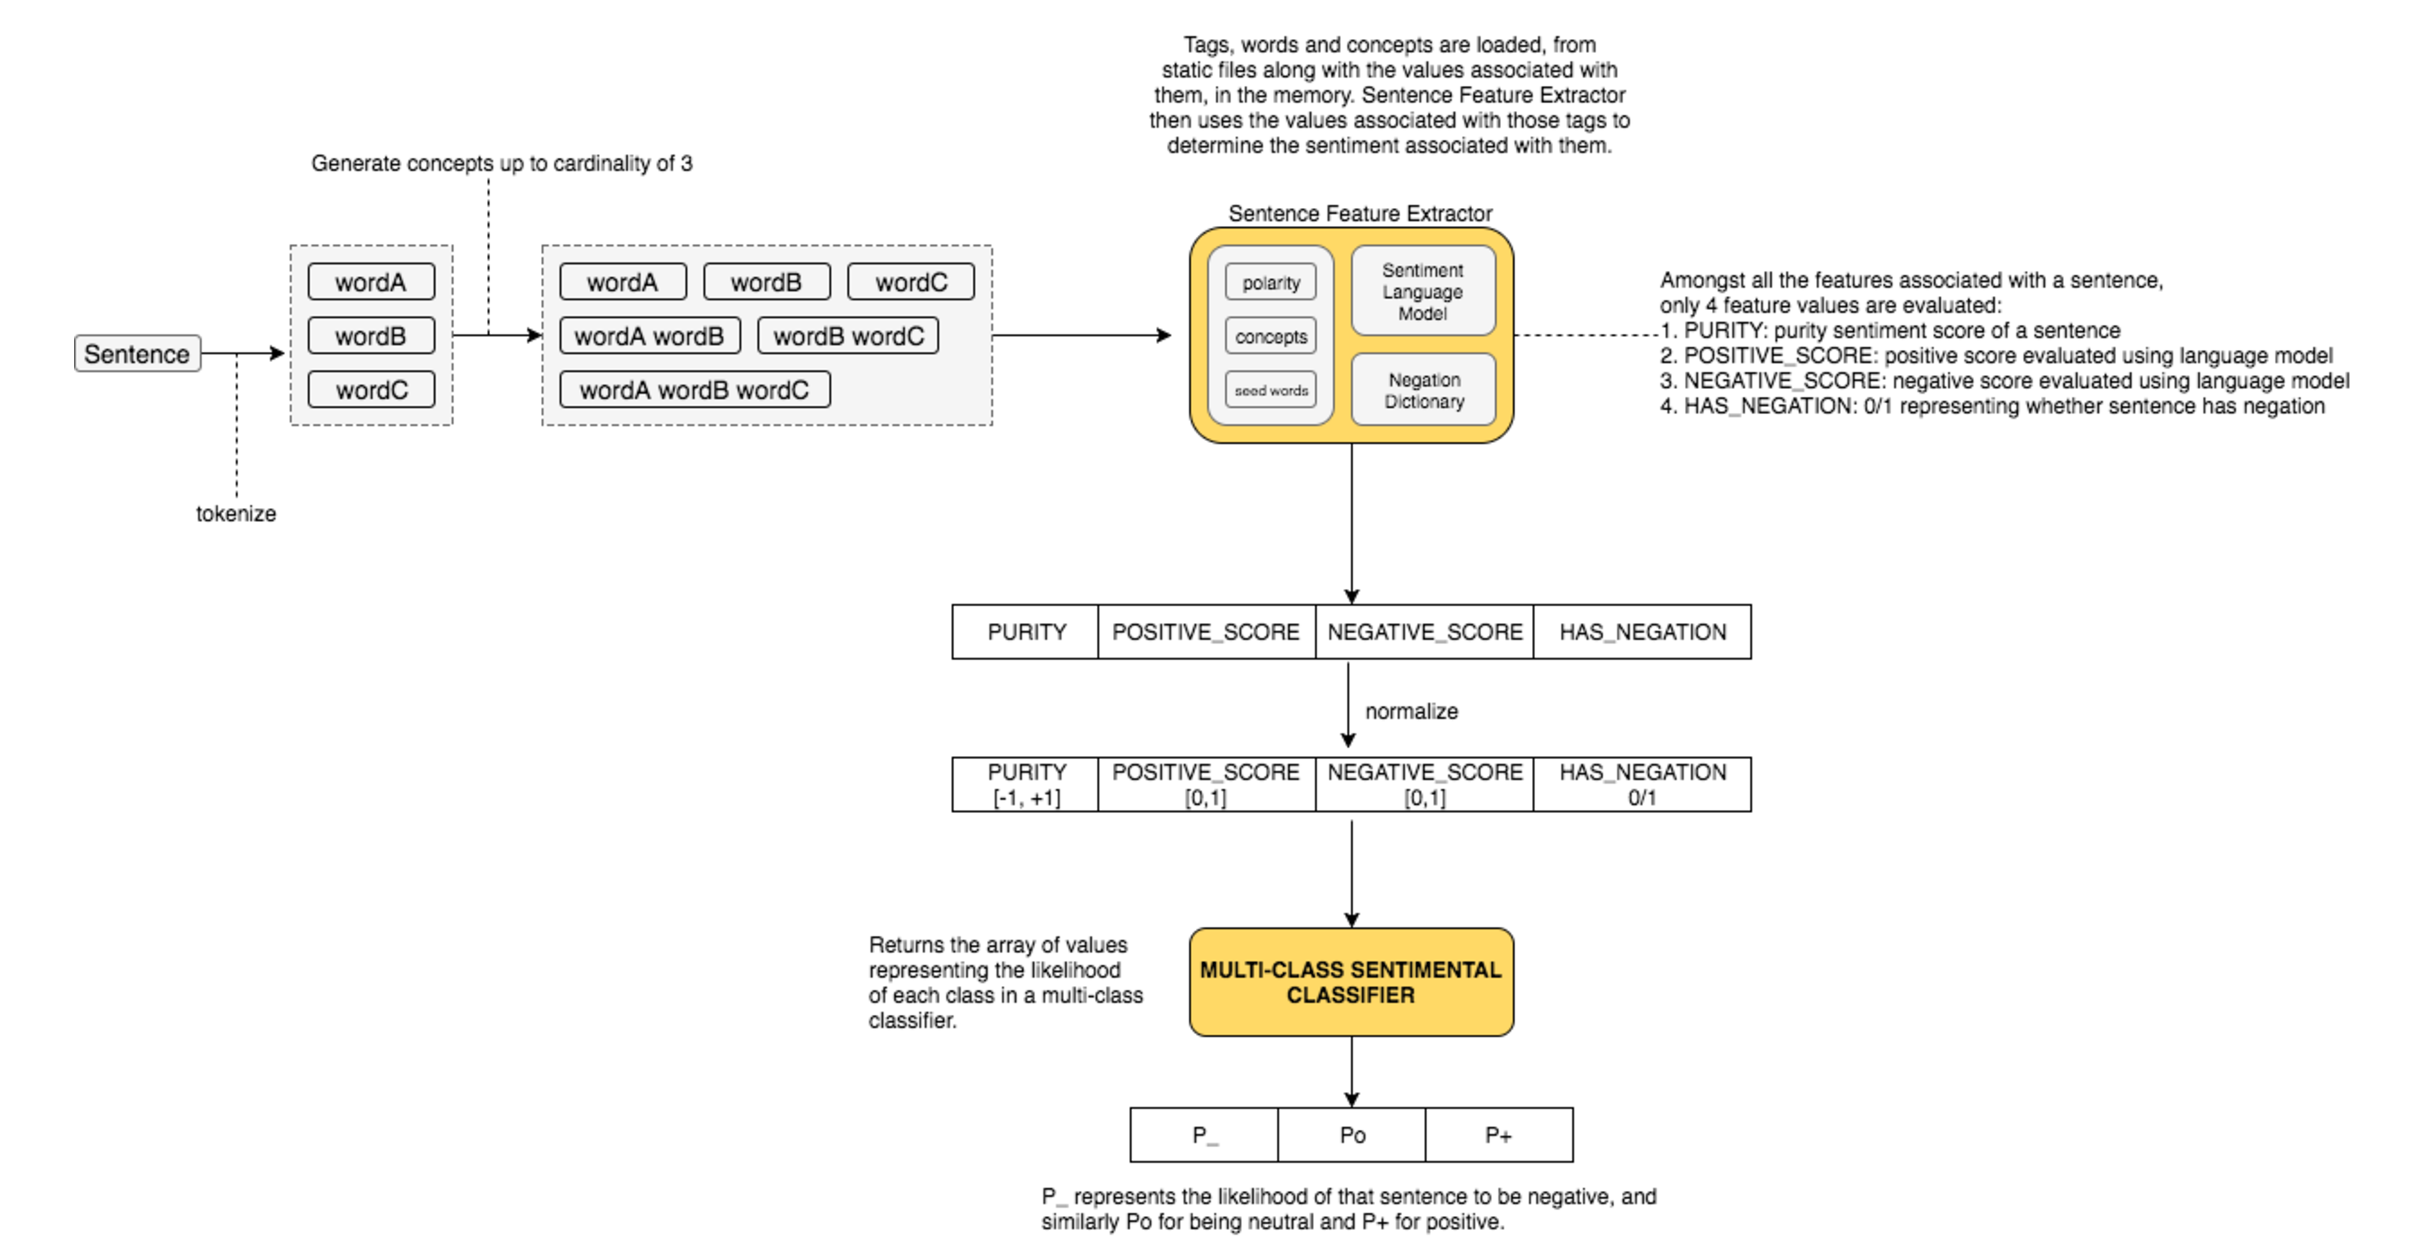 Tags, words and concepts are loaded, from
static files along with the values associated with
them, in the memory. Sentence Feature Extractor
then uses the values associated with those tags to
determine the sentiment associated with them.
Generate concepts up to cardinality of 3
Sentence
tokenize
wordA
wordB
wordC
wordA wordB wordC
wordA wordB wordB wordC
wordA wordB wordC
Sentence Feature Extractor
polarity
concepts
seed words
Sentiment
Language
Model
Negation
Dictionary
Amongst all the features associated with a sentence,
only 4 feature values are evaluated:
1. PURITY: purity sentiment score of a sentence
2. POSITIVE_SCORE: positive score evaluated using language model
3. NEGATIVE_SCORE: negative score evaluated using language model
4. HAS_NEGATION: 0/1 representing whether sentence has negation
PURITY POSITIVE_SCORE NEGATIVE_SCORE HAS_NEGATION
normalize
PURITY POSITIVE_SCORE NEGATIVE_SCORE HAS_NEGATION
[-1, +1] [0,1] [0,1] 0/1
Returns the array of values
representing the likelihood
of each class in a multi-class
classifier.
MULTI-CLASS SENTIMENTAL
CLASSIFIER
P_ Po P+
P_ represents the likelihood of that sentence to be negative, and
similarly Po for being neutral and P+ for positive.